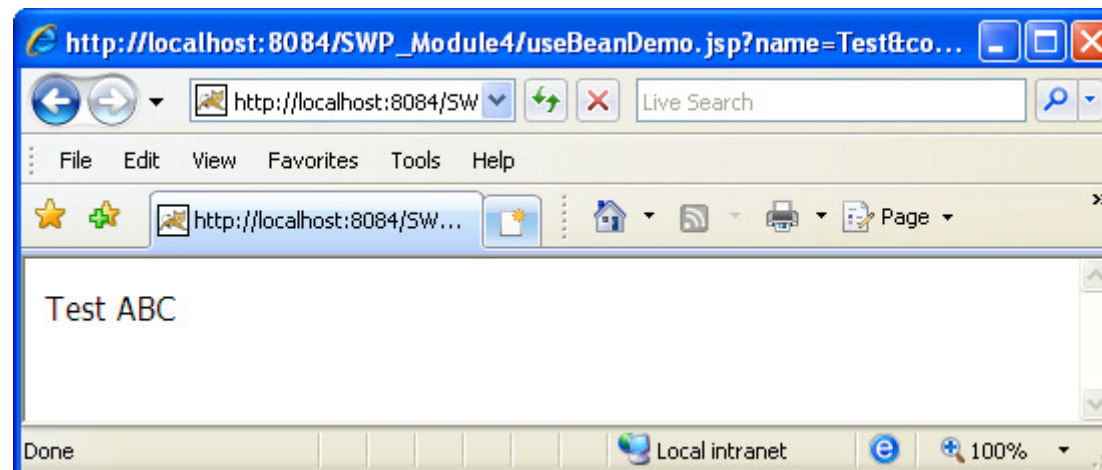 http://localhost:8084/SWP_Module4/useBeanDemo.jsp?name=Test&co...
http://localhost:8084/SW
Live Search
File Edit View Favorites Tools Help
http://localhost:8084/SW...
Page
Test ABC
Done
Local intranet
100%